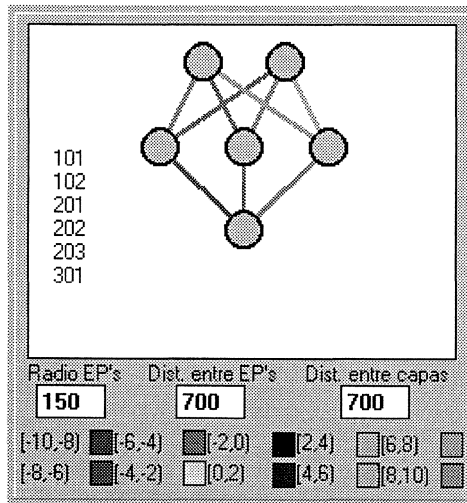 101
102
201
202
203
301
Radio EP's Dist. entre EP's Dist. entre capas
150 700 700
[-10,-8) [-6,-4) [-2,0) [2,4) [6,8)
[-8,-6) [-4,-2) [0,2) [4,6) [8,10)